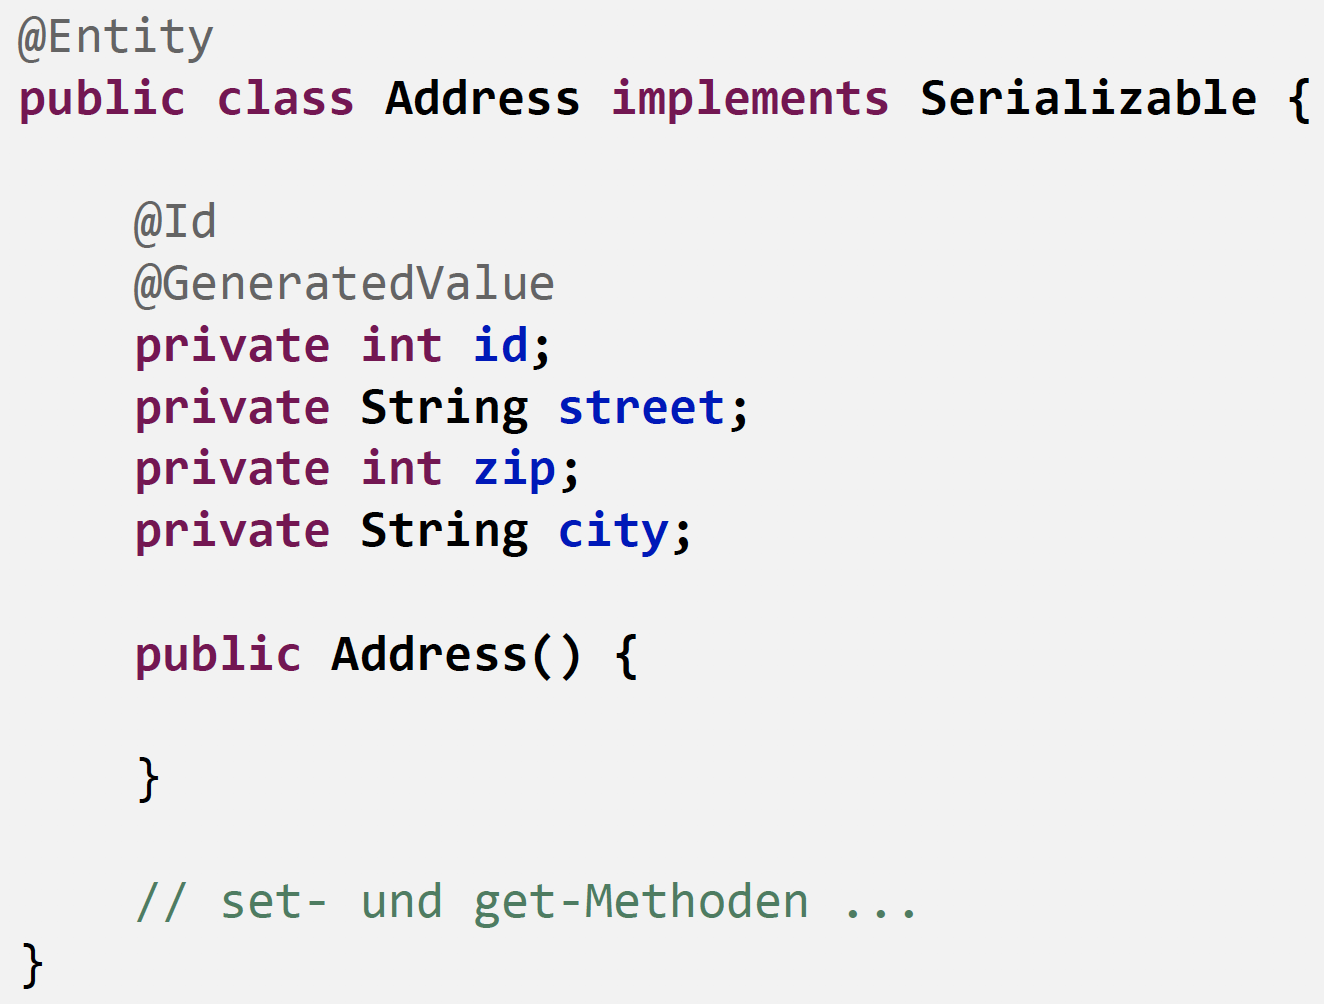 @Entity
public class Address implements Serializable {
@Id
@GeneratedValue
private int id;
private String street;
private int zip;
private String city;
public Address() {
}
// set- und get-Methoden ...
}